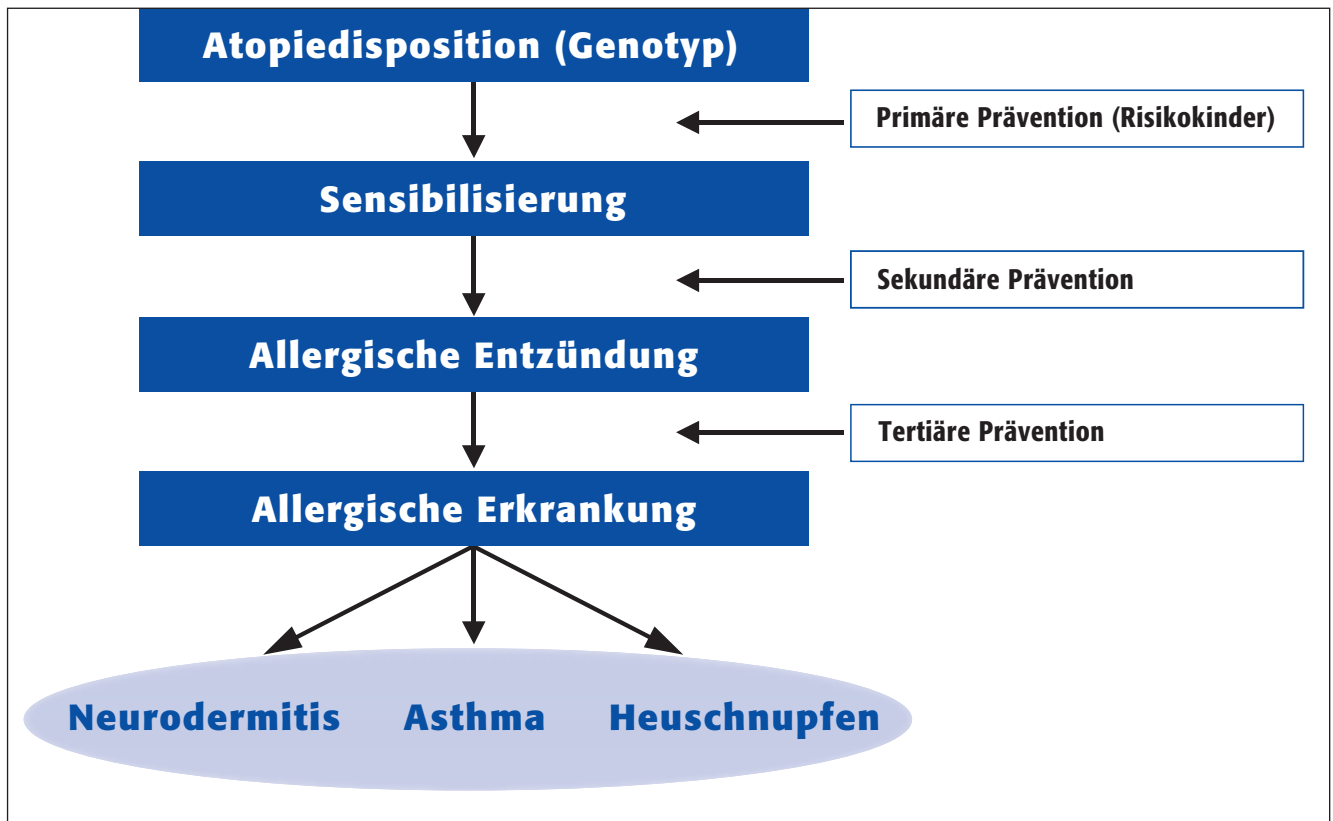 Atopiedisposition (Genotyp)
Primäre Prävention (Risikokinder)
Sensibilisierung
Sekundäre Prävention
Allergische Entzündung
Tertiäre Prävention
Allergische Erkrankung
Neurodermitis Asthma Heuschnupfen